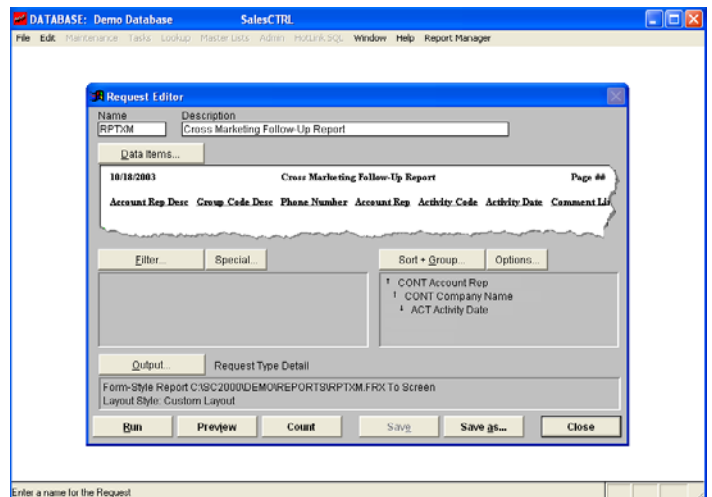 DATABASE: Demo Database SalesCTRL
File Edit Maintenance Tasks Lookup Master Lists Admin HotLink SQL Window Help Report Manager
Request Editor
Name Description
RPTXM Cross Marketing Follow-Up Report
Data Items...
10/18/2003 Cross Marketing Follow-Up Report Page ##
Account Rep Desc Group Code Desc Phone Number Account Rep Activity Code Activity Date Comment Li
Filter... Special... Sort + Group... Options...
↑ CONT Account Rep
↑ CONT Company Name
↓ ACT Activity Date
Output... Request Type Detail
Form-Style Report C:\SC2000\DEMO\REPORTS\RPTXM.FRX To Screen
Layout Style: Custom Layout
Run Preview Count Save Save as... Close
Enter a name for the Request